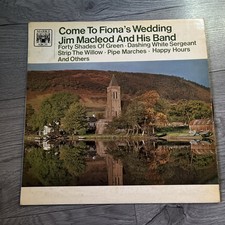 Come To Fiona's Wedding
Jim Macleod And His Band
Forty Shades Of Green · Dashing White Sergeant
Strip The Willow · Pipe Marches · Happy Hours
And Others